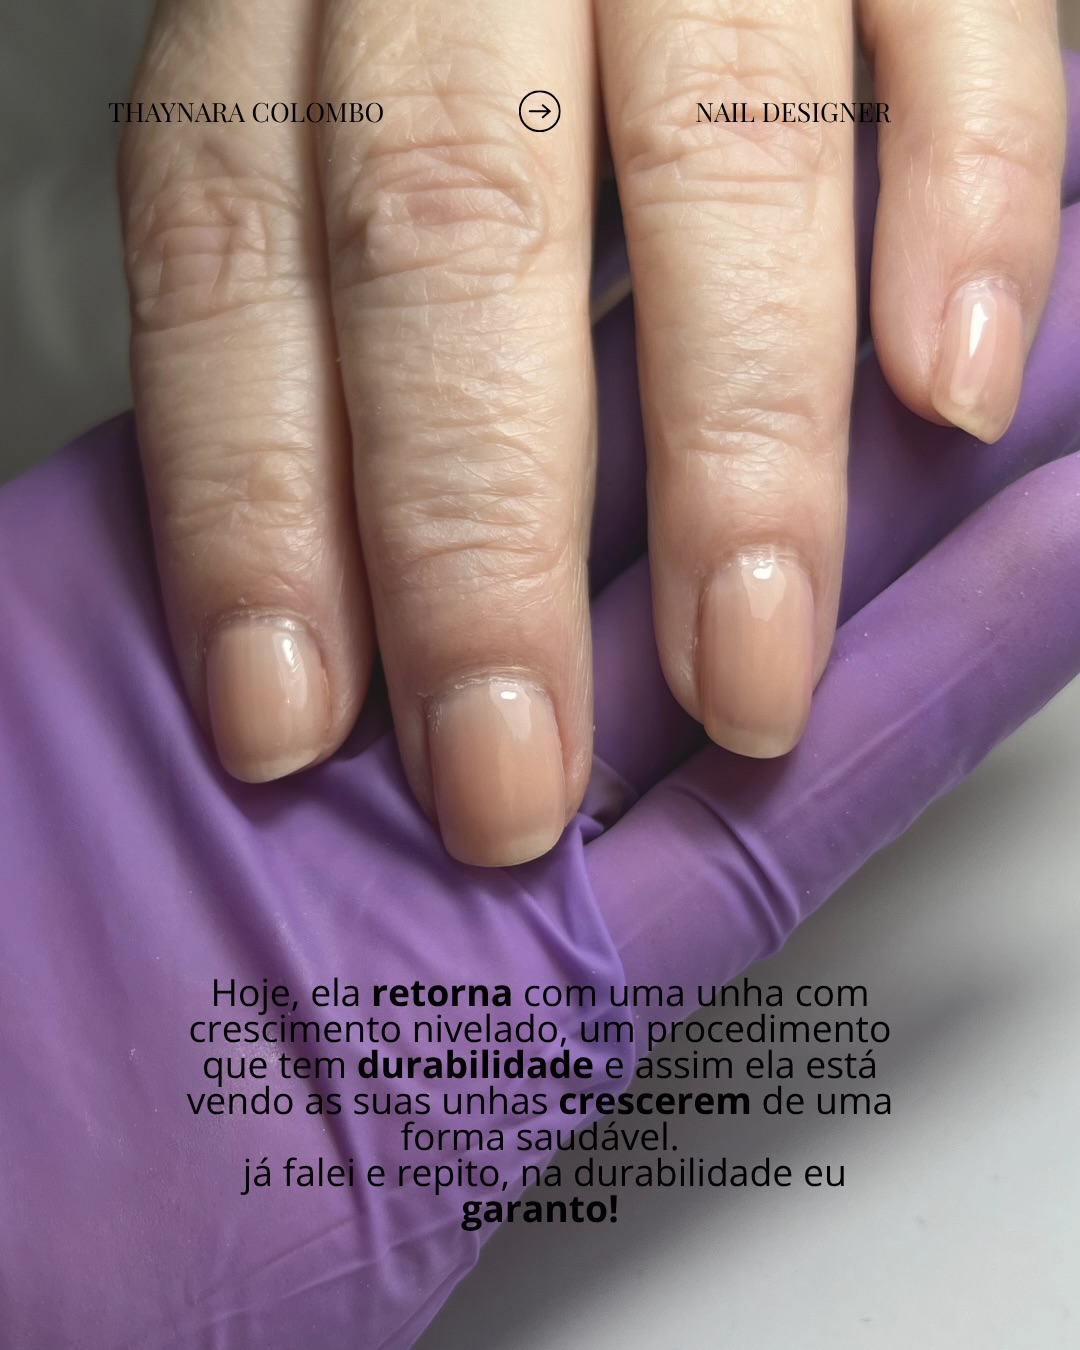 THAYNARA COLOMBO
NAIL DESIGNER
Hoje, ela retorna com uma unha com
crescimento nivelado, um procedimento
que tem durabilidade e assim ela está
vendo as suas unhas crescerem de uma
forma saudável.
já falei e repito, na durabilidade eu
garanto!